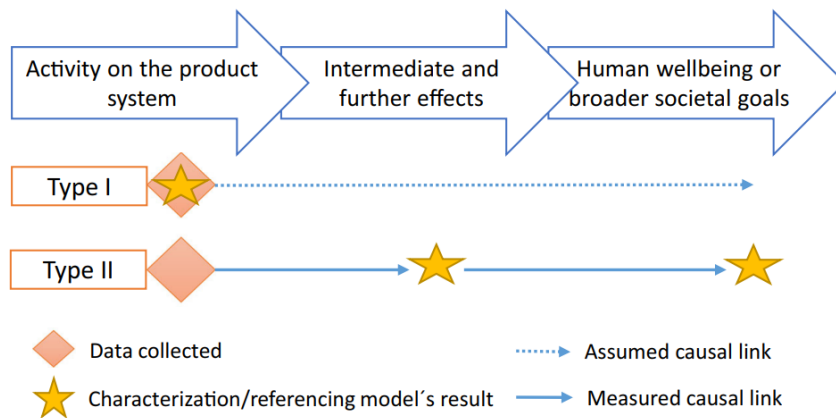 Activity on the product
system
Intermediate and
further effects
Human wellbeing or
broader societal goals
Type I
Type II
Data collected
Assumed causal link
Characterization/referencing model´s result
Measured causal link